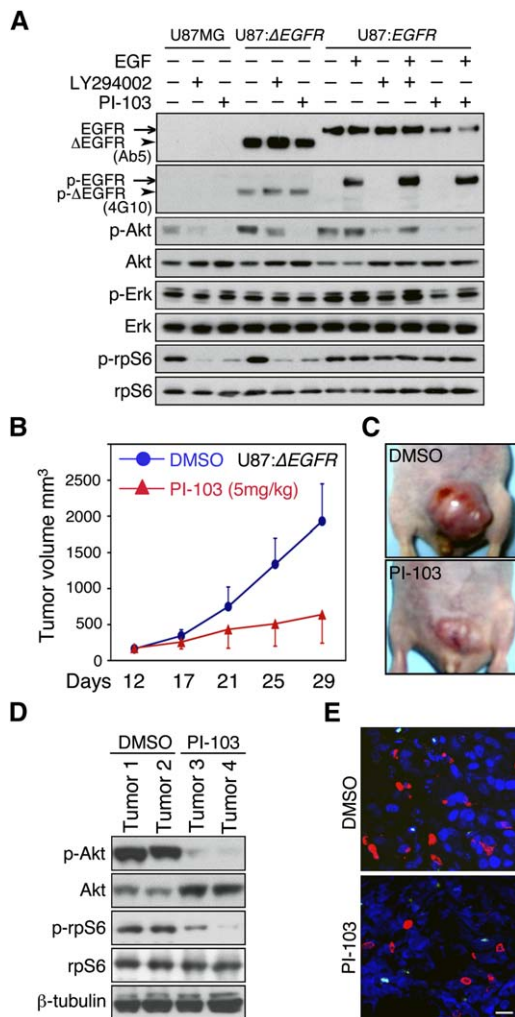 A
U87MG U87:ΔEGFR U87:EGFR
EGF − − − − − − − + − + − +
LY294002 − + − − + − − − + + − −
PI-103 − − + − − + − − − − + +
EGFR
ΔEGFR
(Ab5)
p-EGFR
p-ΔEGFR
(4G10)
p-Akt
Akt
p-Erk
Erk
p-rpS6
rpS6
B
DMSO U87:ΔEGFR
PI-103 (5mg/kg)
Tumor volume mm³
2500
2000
1500
1000
500
0
Days 12 17 21 25 29
C
DMSO
PI-103
D
DMSO PI-103
Tumor 1
Tumor 2
Tumor 3
Tumor 4
p-Akt
Akt
p-rpS6
rpS6
β-tubulin
E
DMSO
PI-103